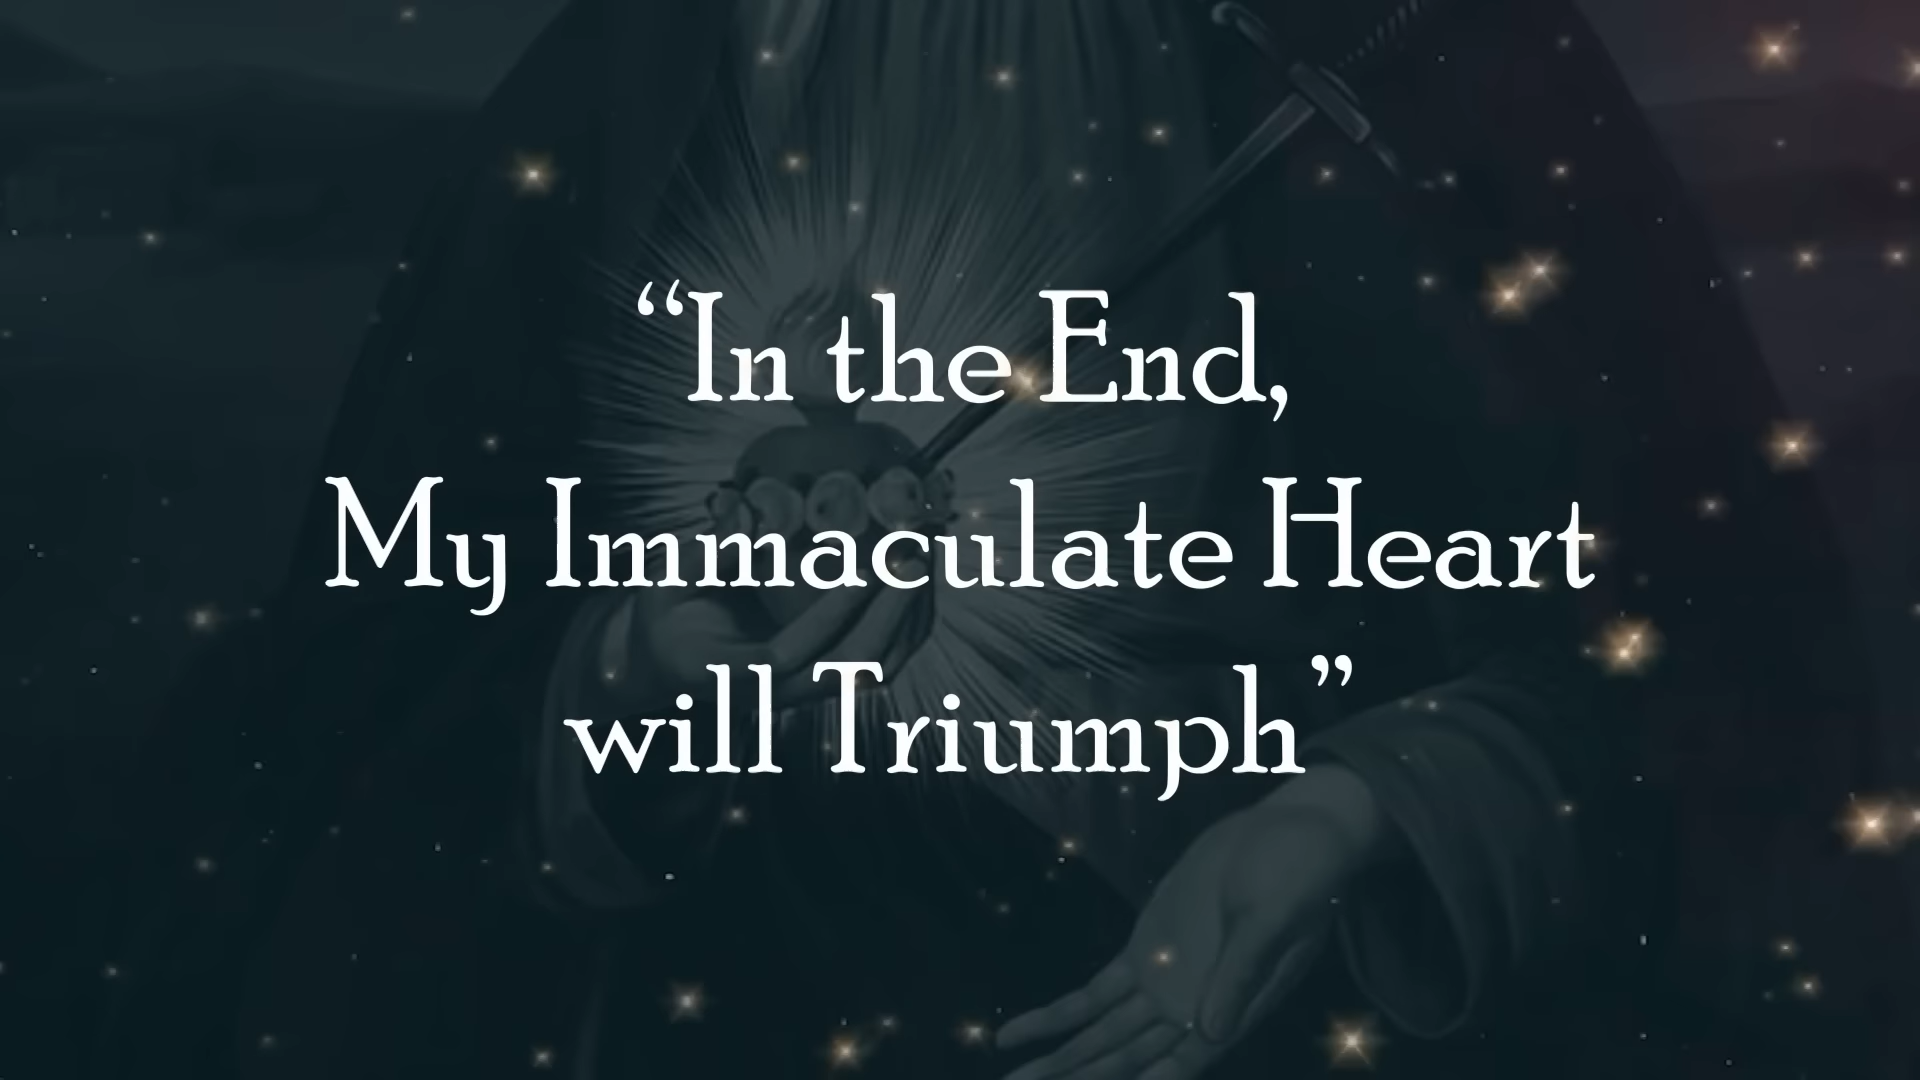 “In the End,
My Immaculate Heart
will Triumph”